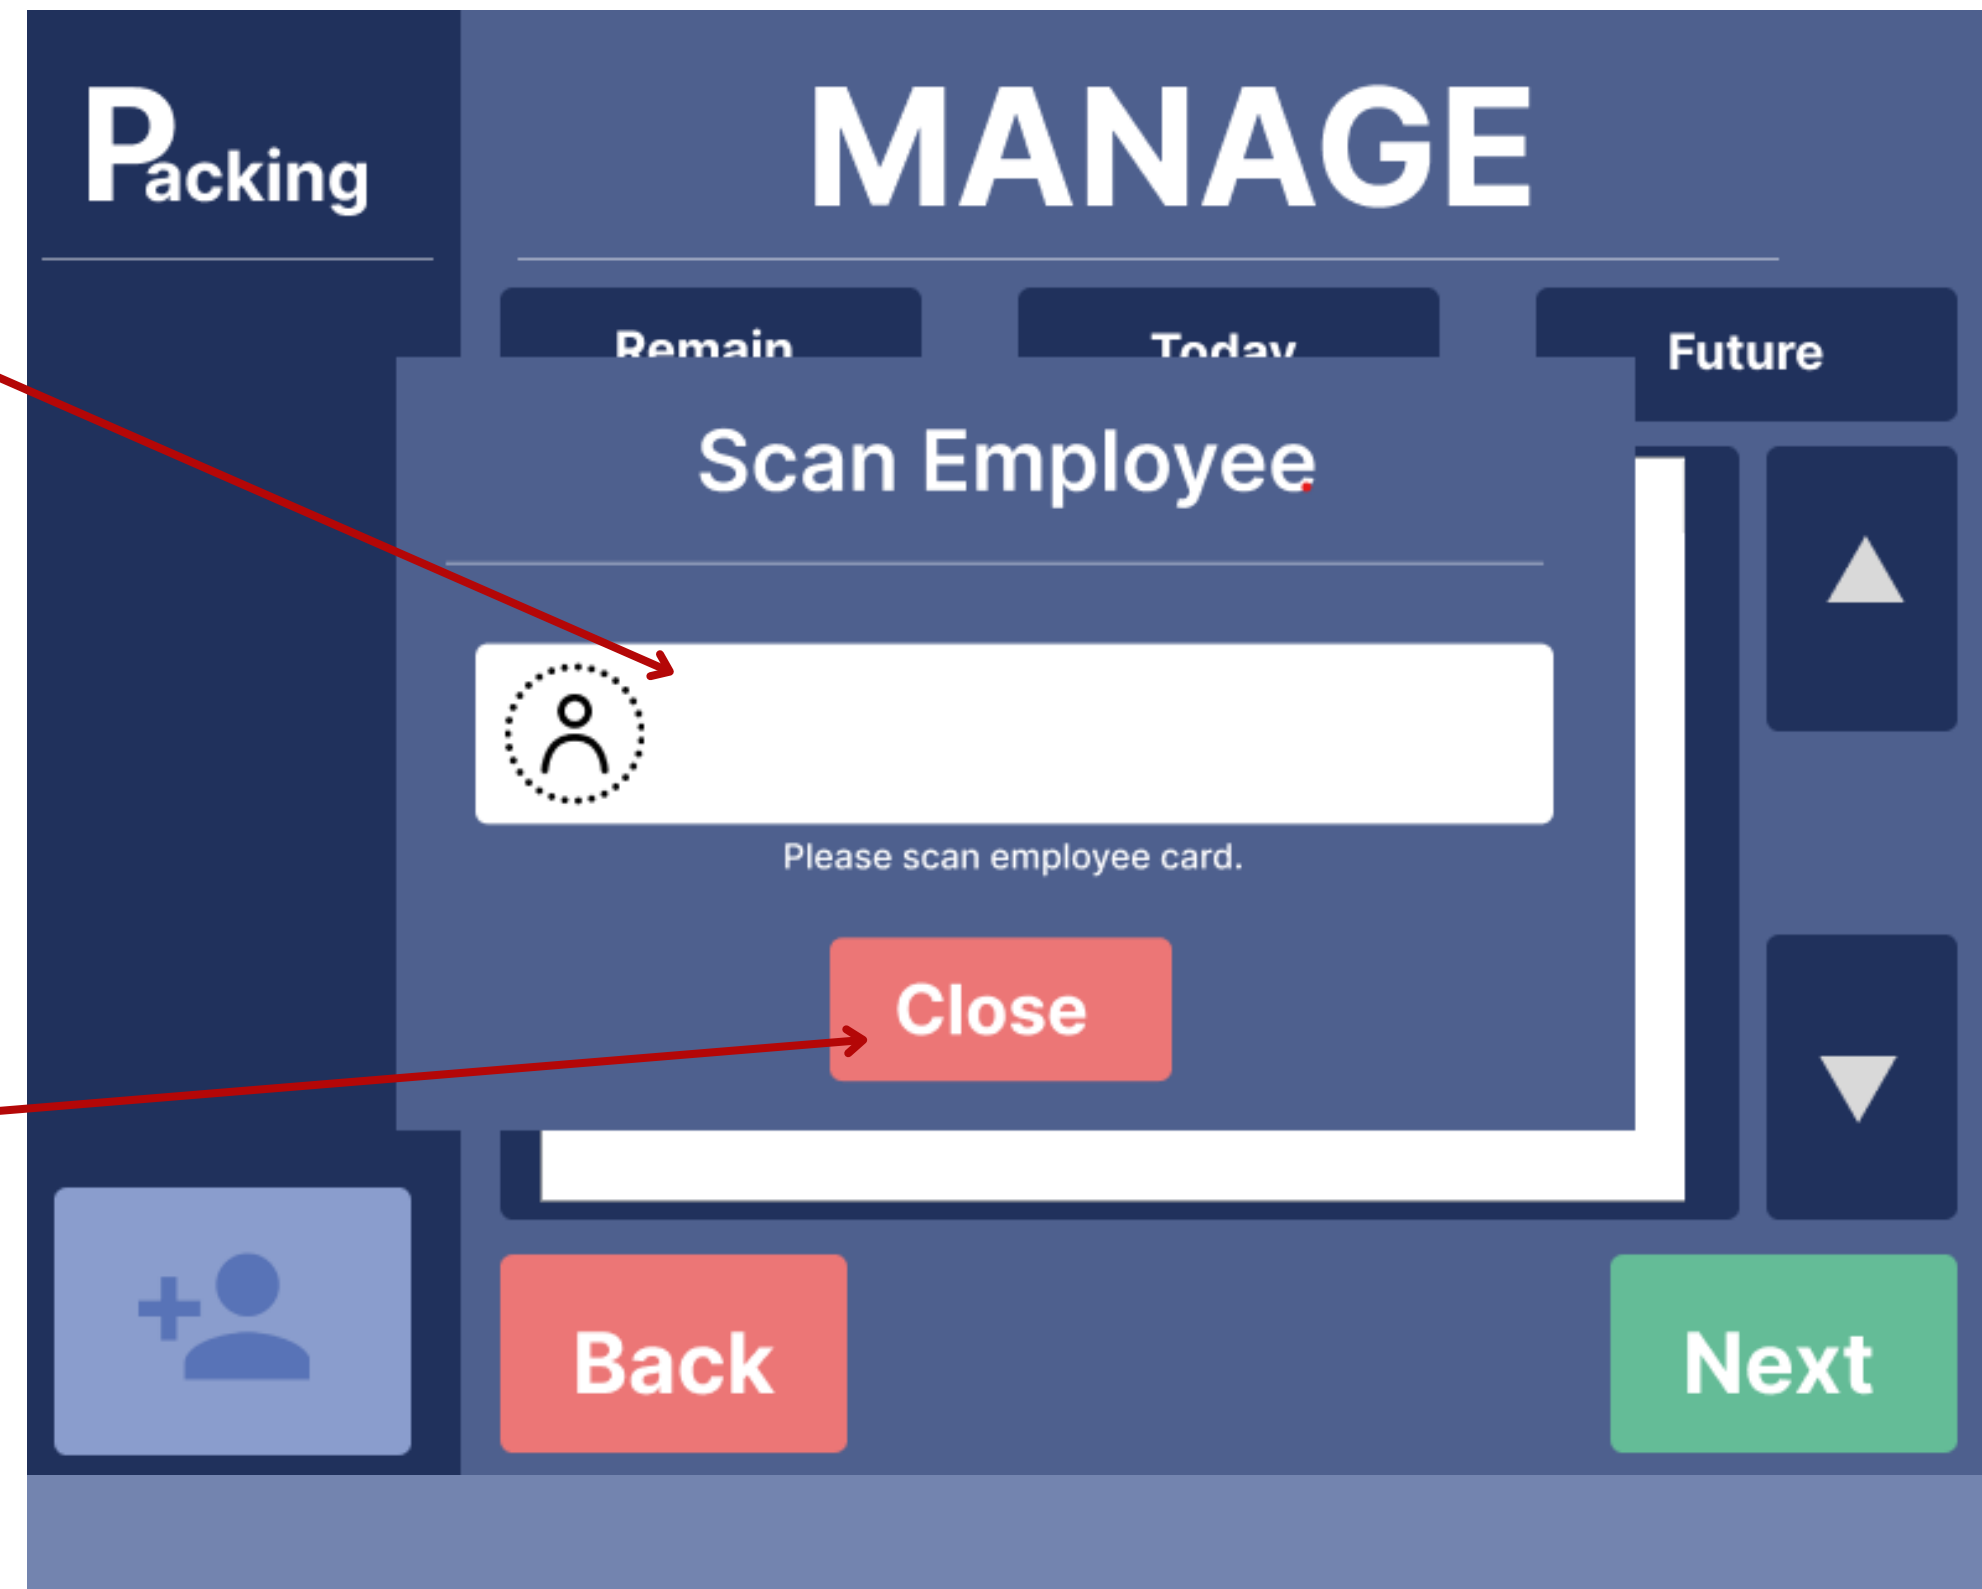 Packing
MANAGE
Remain
Today
Future
Scan Employee
Please scan employee card.
Close
Back
Next